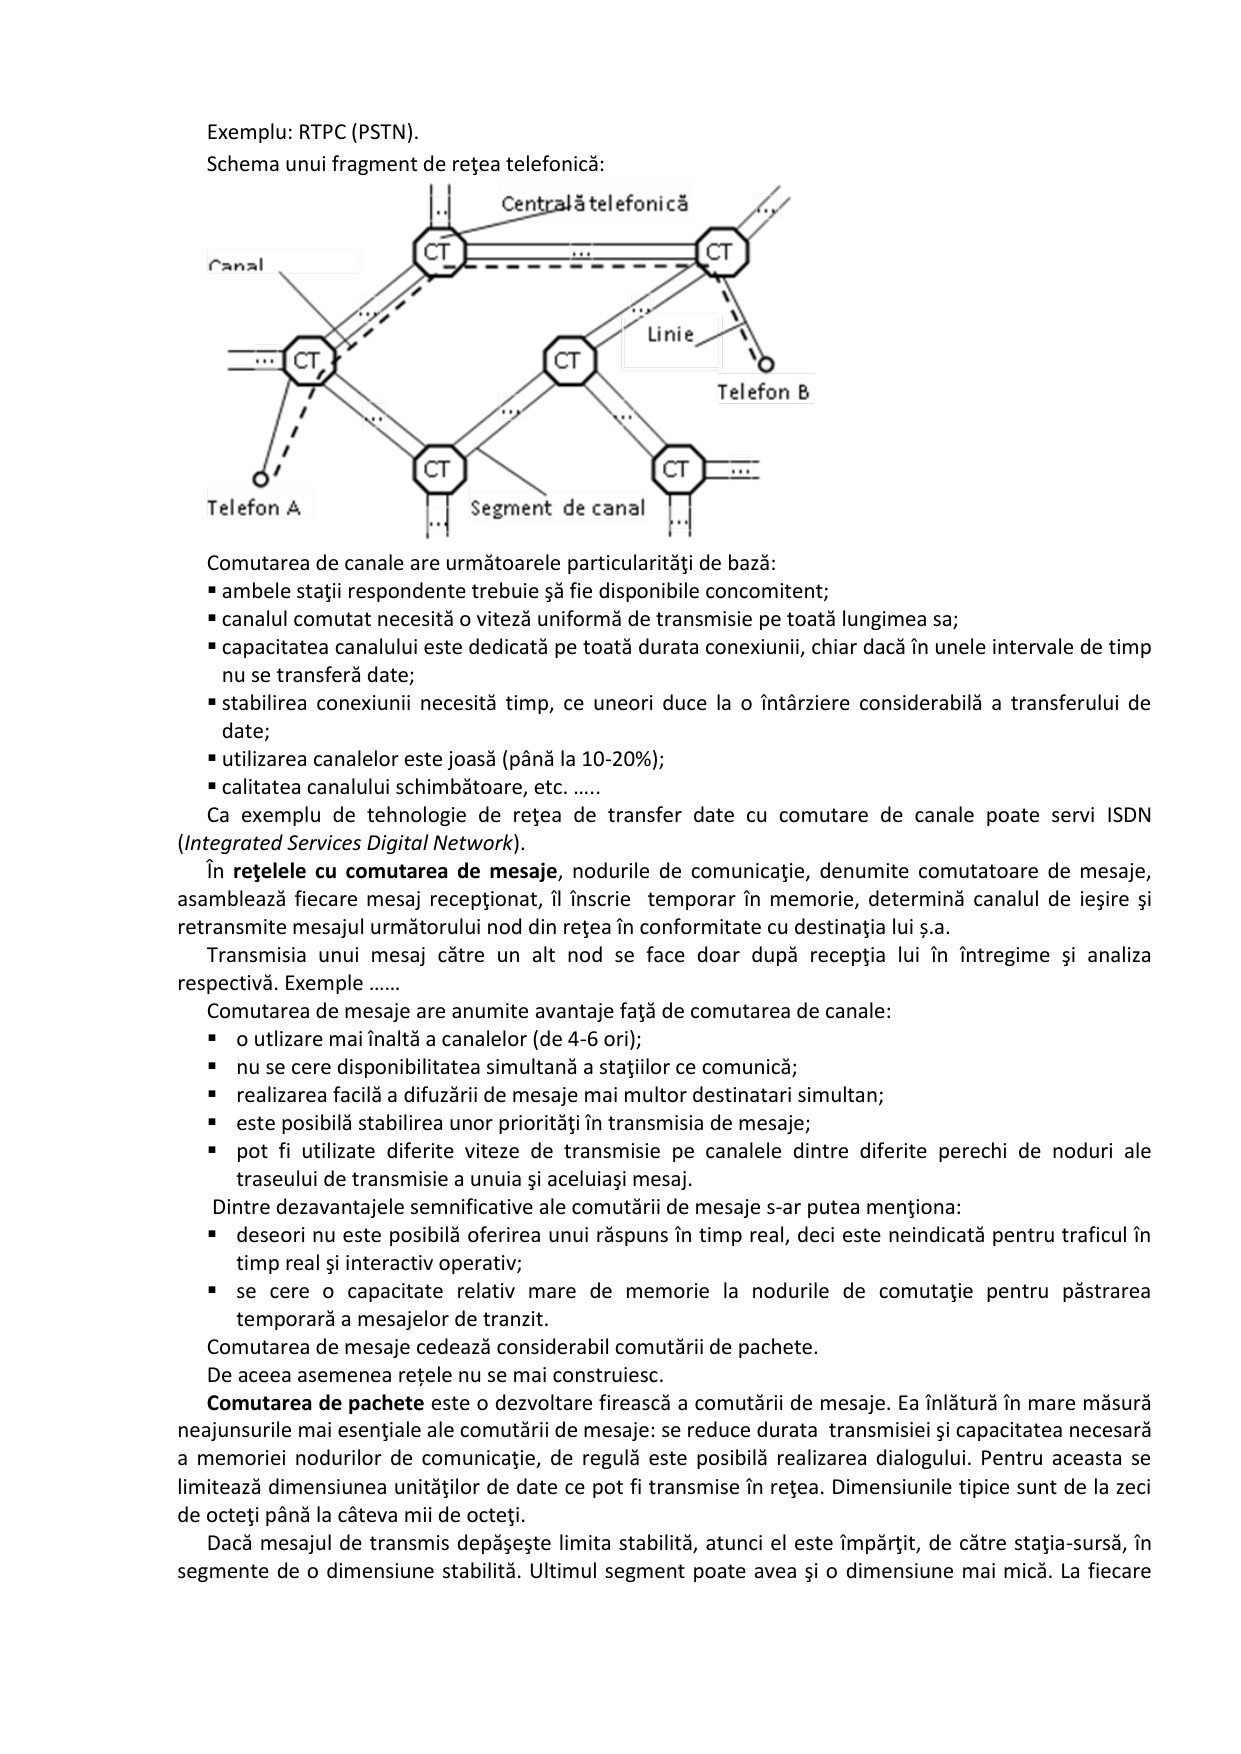 Exemplu: RTPC (PSTN).
Schema unui fragment de reţea telefonică:
Centrală telefonică
CT
CT
Canal
Linie
CT
CT
Telefon B
CT
CT
Telefon A
Segment de canal
Comutarea de canale are următoarele particularităţi de bază:
▪ ambele staţii respondente trebuie şă fie disponibile concomitent;
▪ canalul comutat necesită o viteză uniformă de transmisie pe toată lungimea sa;
▪ capacitatea canalului este dedicată pe toată durata conexiunii, chiar dacă în unele intervale de timp
nu se transferă date;
▪ stabilirea conexiunii necesită timp, ce uneori duce la o întârziere considerabilă a transferului de
date;
▪ utilizarea canalelor este joasă (până la 10-20%);
▪ calitatea canalului schimbătoare, etc. …..
Ca exemplu de tehnologie de reţea de transfer date cu comutare de canale poate servi ISDN
(Integrated Services Digital Network).
În reţelele cu comutarea de mesaje, nodurile de comunicaţie, denumite comutatoare de mesaje,
asamblează fiecare mesaj recepţionat, îl înscrie  temporar în memorie, determină canalul de ieşire şi
retransmite mesajul următorului nod din reţea în conformitate cu destinaţia lui ș.a.
Transmisia unui mesaj către un alt nod se face doar după recepţia lui în întregime şi analiza
respectivă. Exemple ……
Comutarea de mesaje are anumite avantaje faţă de comutarea de canale:
▪ o utlizare mai înaltă a canalelor (de 4-6 ori);
▪ nu se cere disponibilitatea simultană a staţiilor ce comunică;
▪ realizarea facilă a difuzării de mesaje mai multor destinatari simultan;
▪ este posibilă stabilirea unor priorităţi în transmisia de mesaje;
▪ pot fi utilizate diferite viteze de transmisie pe canalele dintre diferite perechi de noduri ale
traseului de transmisie a unuia şi aceluiaşi mesaj.
Dintre dezavantajele semnificative ale comutării de mesaje s-ar putea menţiona:
▪ deseori nu este posibilă oferirea unui răspuns în timp real, deci este neindicată pentru traficul în
timp real şi interactiv operativ;
▪ se cere o capacitate relativ mare de memorie la nodurile de comutaţie pentru păstrarea
temporară a mesajelor de tranzit.
Comutarea de mesaje cedează considerabil comutării de pachete.
De aceea asemenea rețele nu se mai construiesc.
Comutarea de pachete este o dezvoltare firească a comutării de mesaje. Ea înlătură în mare măsură
neajunsurile mai esenţiale ale comutării de mesaje: se reduce durata  transmisiei şi capacitatea necesară
a memoriei nodurilor de comunicaţie, de regulă este posibilă realizarea dialogului. Pentru aceasta se
limitează dimensiunea unităţilor de date ce pot fi transmise în reţea. Dimensiunile tipice sunt de la zeci
de octeţi până la câteva mii de octeţi.
Dacă mesajul de transmis depăşeşte limita stabilită, atunci el este împărţit, de către staţia-sursă, în
segmente de o dimensiune stabilită. Ultimul segment poate avea şi o dimensiune mai mică. La fiecare